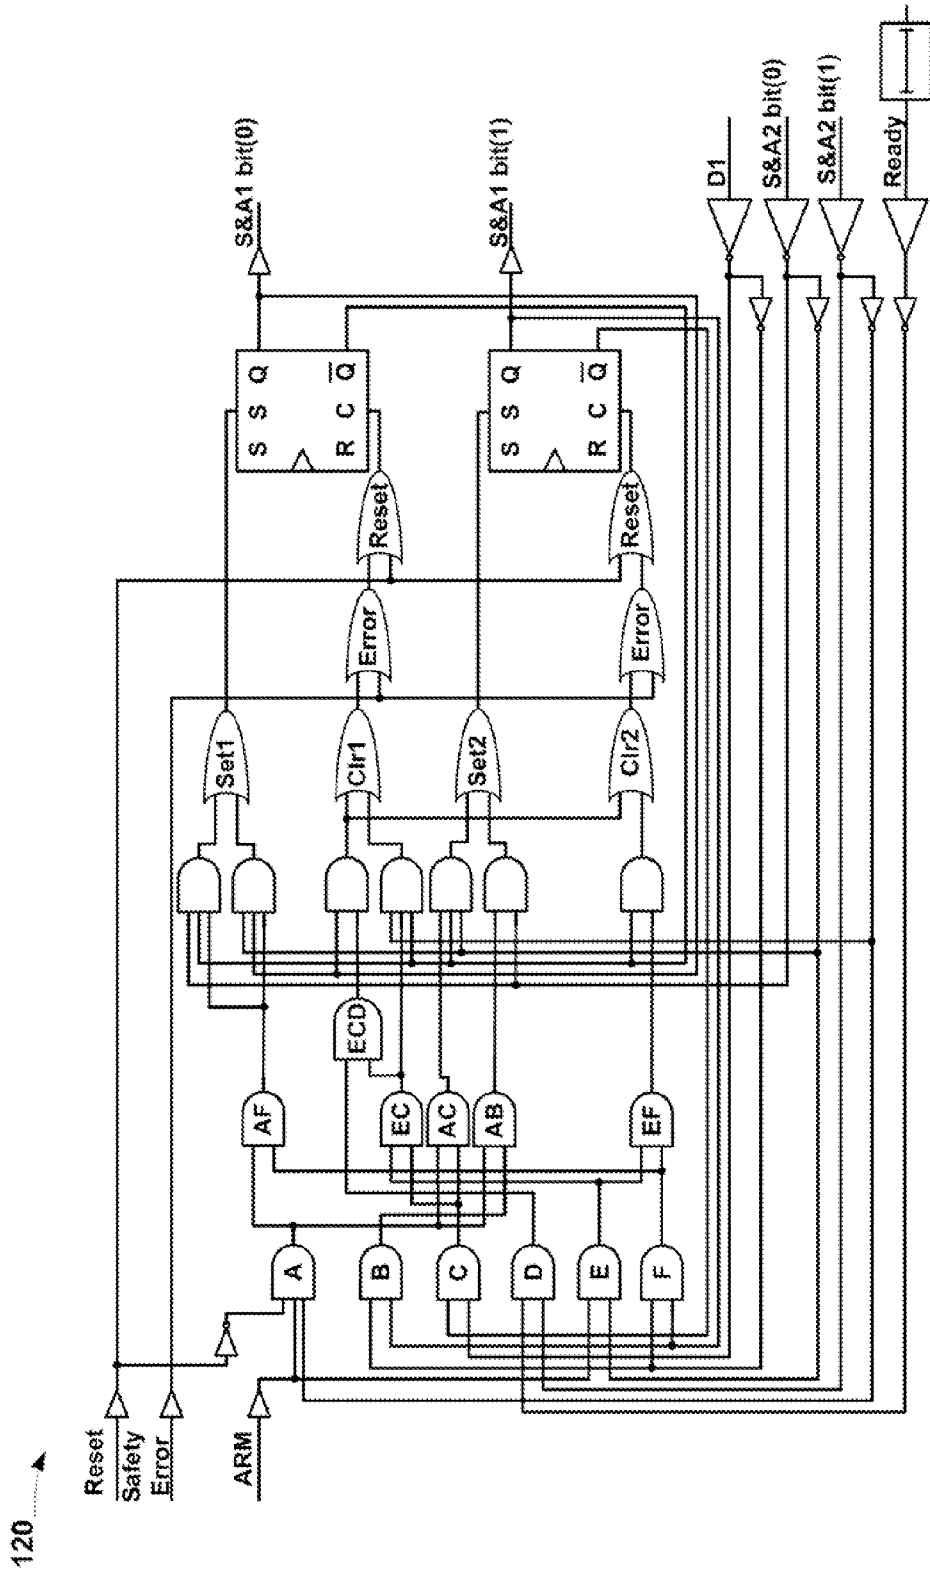 120
Reset
Safety
Error
ARM
A
B
C
D
E
F
AF
EC
AC
AB
EF
ECD
Set1
Clr1
Set2
Clr2
Error
Error
Reset
Reset
S S Q
R C Q
S S Q
R C Q
S&A1 bit(0)
S&A1 bit(1)
D1
S&A2 bit(0)
S&A2 bit(1)
Ready